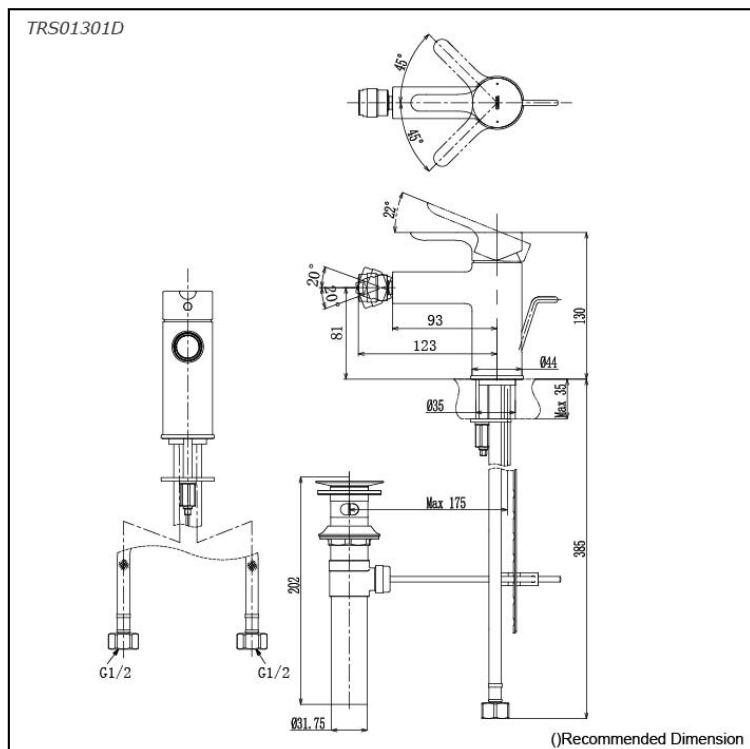 TRS01301D
45°
45°
22°
20°
20°
93
123
81
130
Ø44
Ø35
Max 35
Max 175
202
385
G1/2
G1/2
Ø31.75
()Recommended Dimension